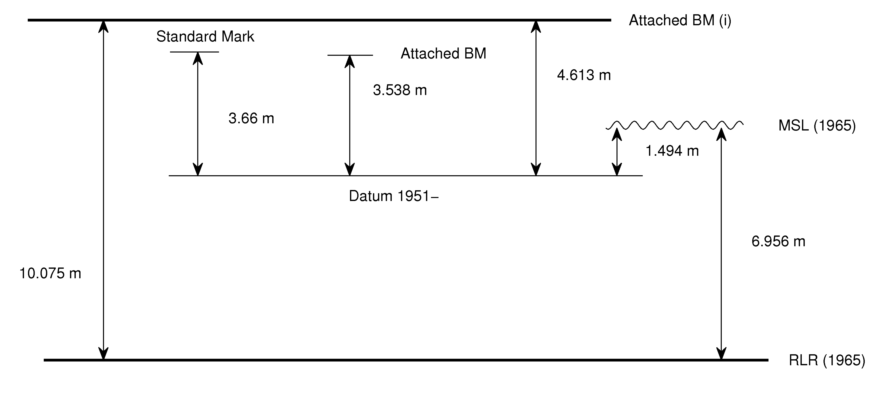 Attached BM (i)
Standard Mark
Attached BM
4.613 m
3.538 m
3.66 m
MSL (1965)
1.494 m
Datum 1951–
6.956 m
10.075 m
RLR (1965)